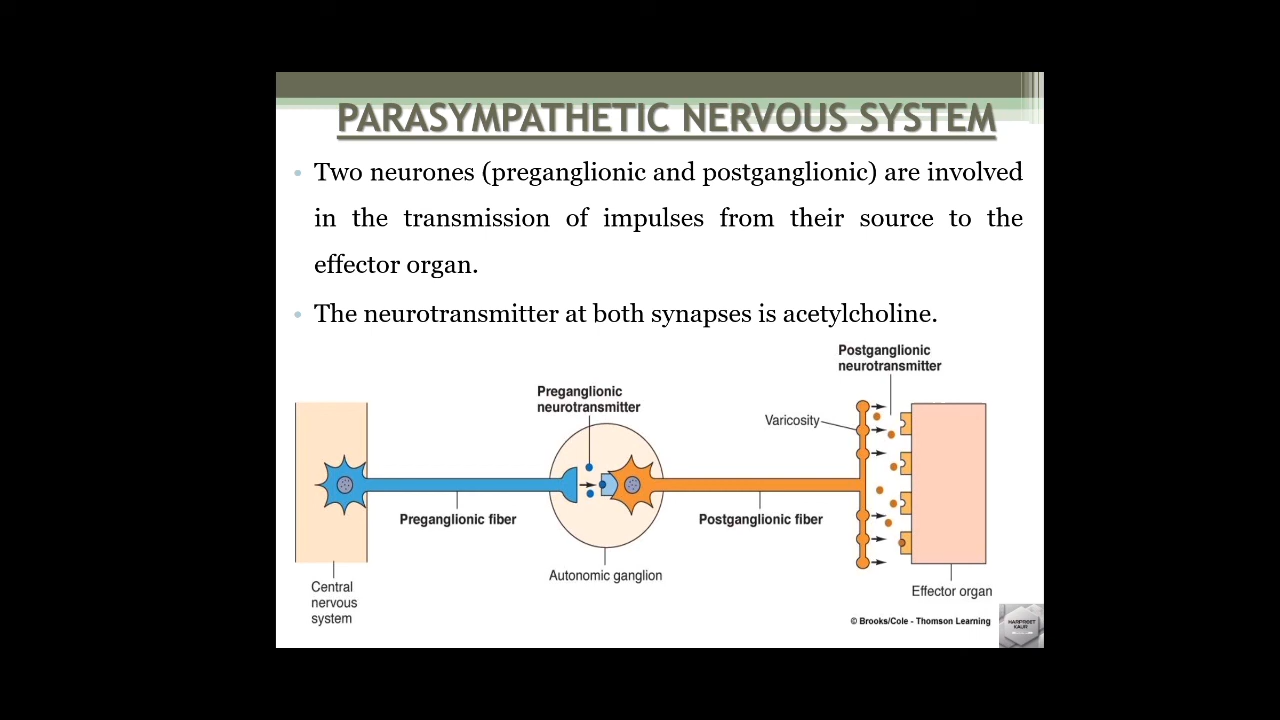 PARASYMPATHETIC NERVOUS SYSTEM
• Two neurones (preganglionic and postganglionic) are involved
in the transmission of impulses from their source to the
effector organ.
• The neurotransmitter at both synapses is acetylcholine.
Postganglionic
neurotransmitter
Preganglionic
neurotransmitter
Varicosity
Preganglionic fiber
Postganglionic fiber
Autonomic ganglion
Central
nervous
system
Effector organ
© Brooks/Cole - Thomson Learning
HARPREET
KAUR